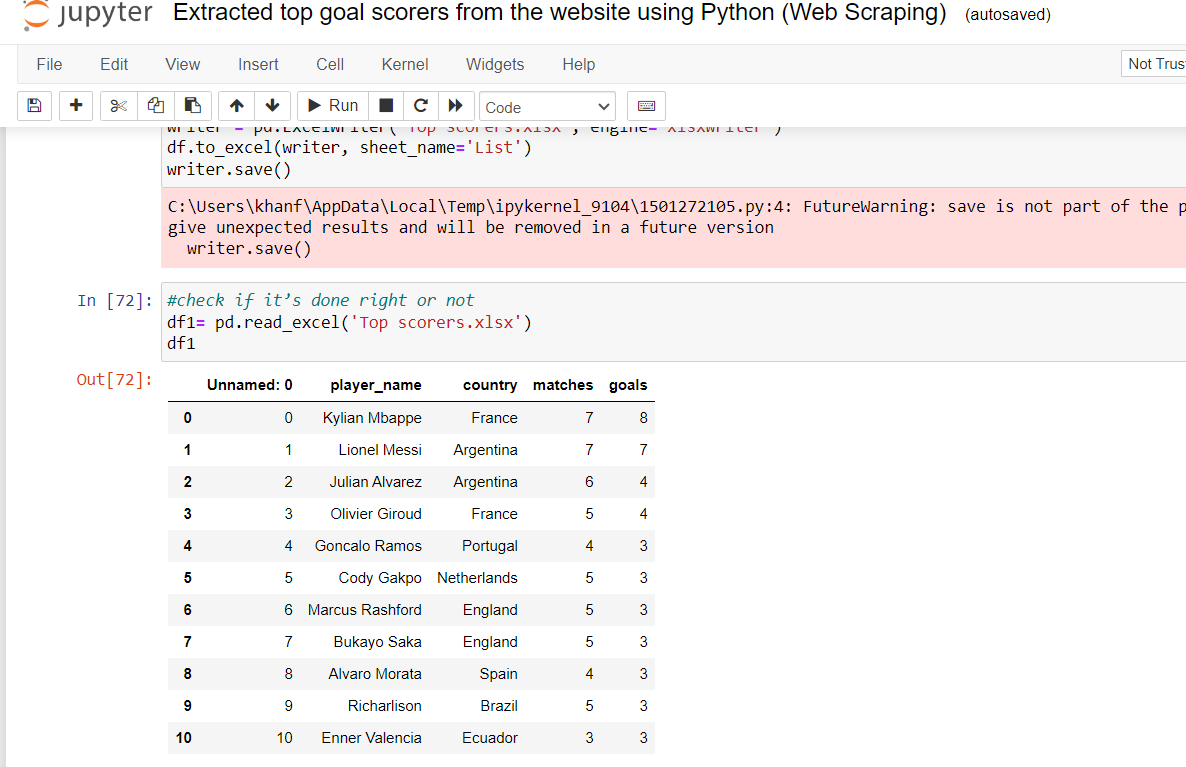 jupyter Extracted top goal scorers from the website using Python (Web Scraping) (autosaved)
File Edit View Insert Cell Kernel Widgets Help Not Trus
Run Code
writer = pd.ExcelWriter('Top scorers.xlsx', engine='xlsxwriter')
df.to_excel(writer, sheet_name='List')
writer.save()
C:\Users\khanf\AppData\Local\Temp\ipykernel_9104\1501272105.py:4: FutureWarning: save is not part of the p
give unexpected results and will be removed in a future version
writer.save()
In [72]: #check if it’s done right or not
df1= pd.read_excel('Top scorers.xlsx')
df1
Out[72]:
Unnamed: 0 player_name country matches goals
0 0 Kylian Mbappe France 7 8
1 1 Lionel Messi Argentina 7 7
2 2 Julian Alvarez Argentina 6 4
3 3 Olivier Giroud France 5 4
4 4 Goncalo Ramos Portugal 4 3
5 5 Cody Gakpo Netherlands 5 3
6 6 Marcus Rashford England 5 3
7 7 Bukayo Saka England 5 3
8 8 Alvaro Morata Spain 4 3
9 9 Richarlison Brazil 5 3
10 10 Enner Valencia Ecuador 3 3